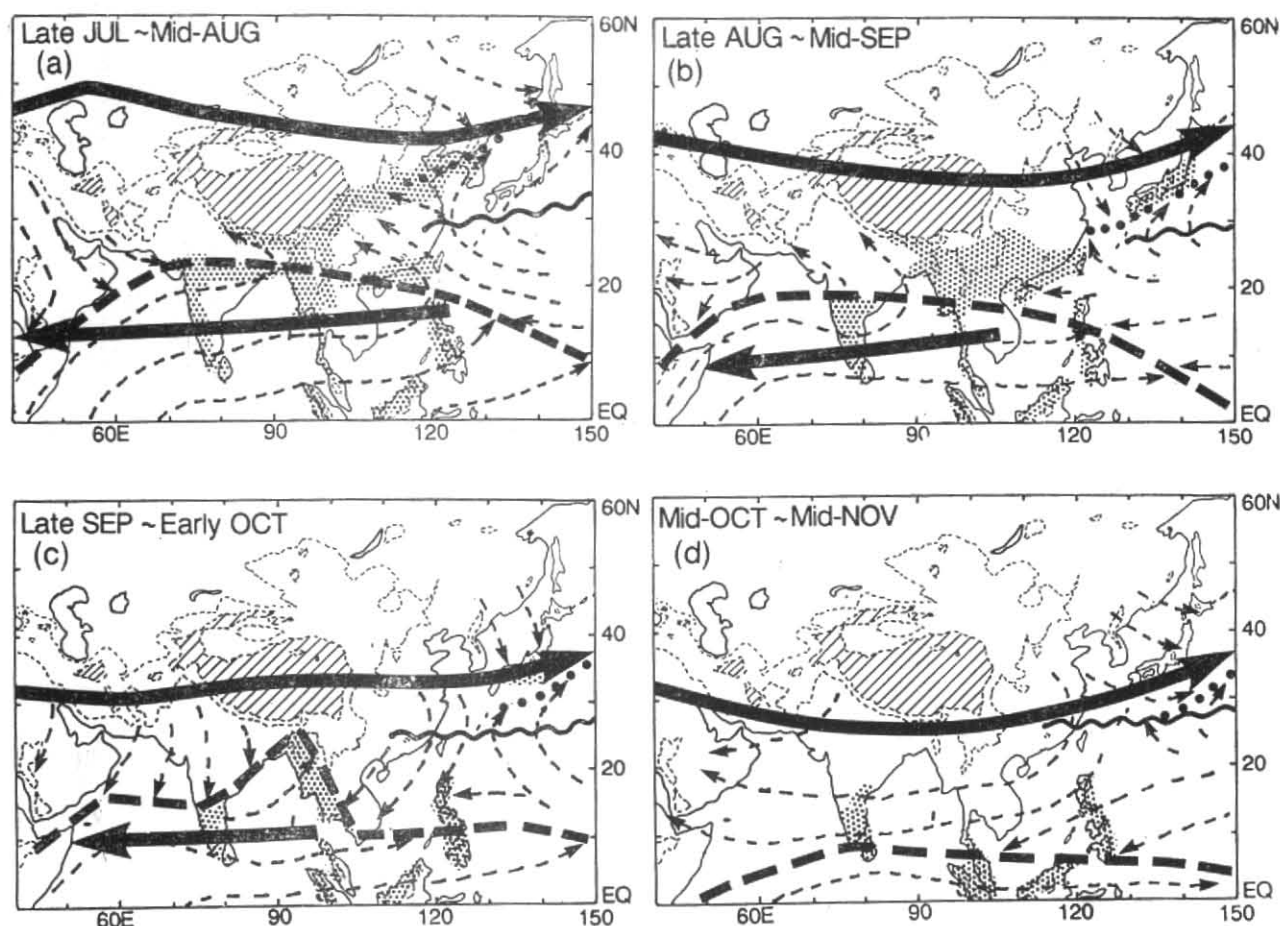 Late JUL ~Mid-AUG
(a)
60N
40
20
EQ
60E 90 120 150
Late AUG ~Mid-SEP
(b)
60N
40
20
EQ
60E 90 120 150
Late SEP ~Early OCT
(c)
60N
40
20
EQ
60E 90 120 150
Mid-OCT ~Mid-NOV
(d)
60N
40
20
EQ
60E 90 120 150